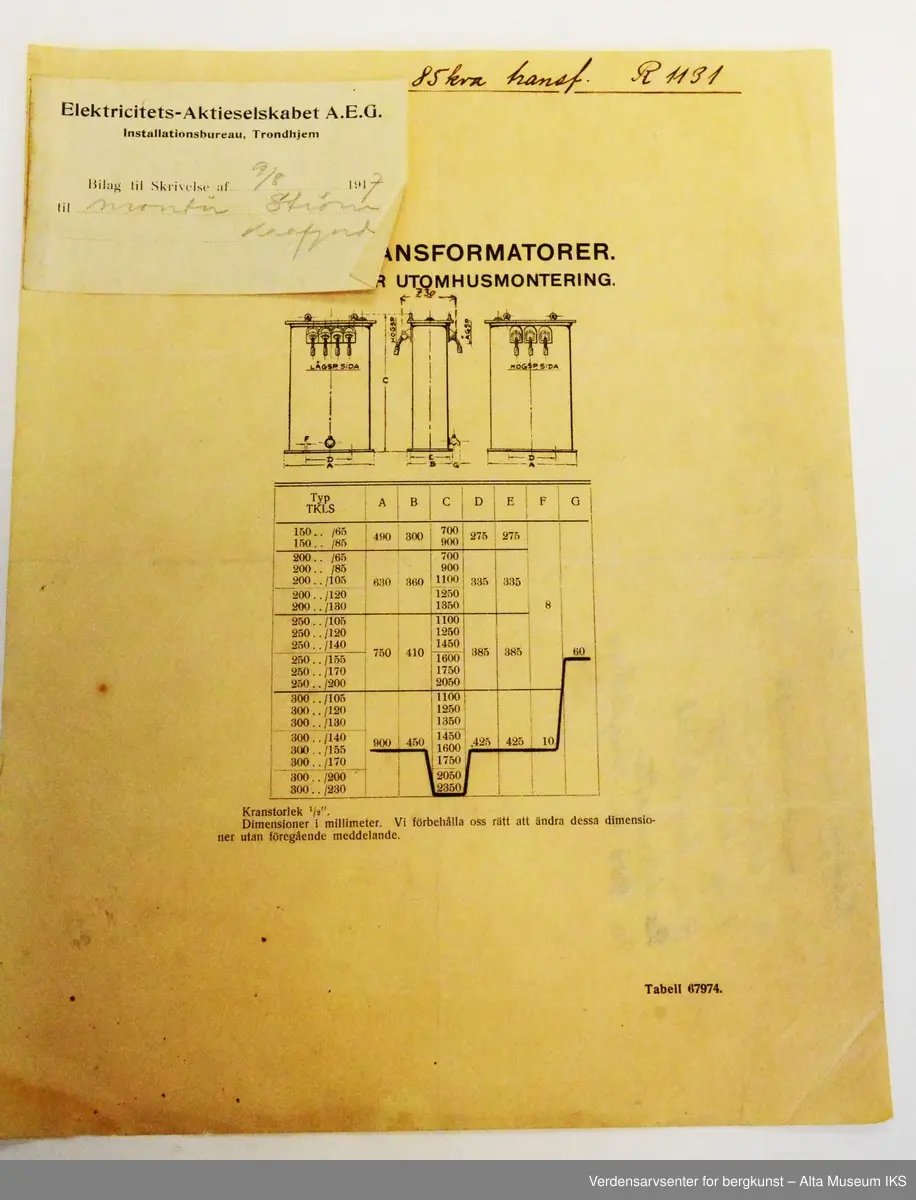 85 kva transf. R 1131
Elektricitets-Aktieselskabet A.E.G.
Installationsbureau, Trondhjem
Bilag til Skrivelse af 9/8 1917
til Montör Ström
Kaafjord
ANSFORMATORER.
R UTOMHUSMONTERING.
730
HÖGSP LÅGSP
LÅGSP SIDA HÖGSP SIDA
C
F
D E D
A B G A
Typ TKLS A B C D E F G
150.. /65 490 300 700 275 275
150.. /85 900
200.. /65 700
200.. /85 900
200.. /105 630 360 1100 335 335
200.. /120 1250
200.. /130 1350 8
250.. /105 1100
250.. /120 1250
250.. /140 1450
750 410 385 385 60
250.. /155 1600
250.. /170 1750
250.. /200 2050
300.. /105 1100
300.. /120 1250
300.. /130 1350
300.. /140 1450
900 450 425 425 10
300.. /155 1600
300.. /170 1750
300.. /200 2050
300.. /230 2350
Kranstorlek 1/2".
Dimensioner i millimeter. Vi förbehålla oss rätt att ändra dessa dimensio-
ner utan föregående meddelande.
Tabell 67974.
Verdensarvsenter for bergkunst – Alta Museum IKS